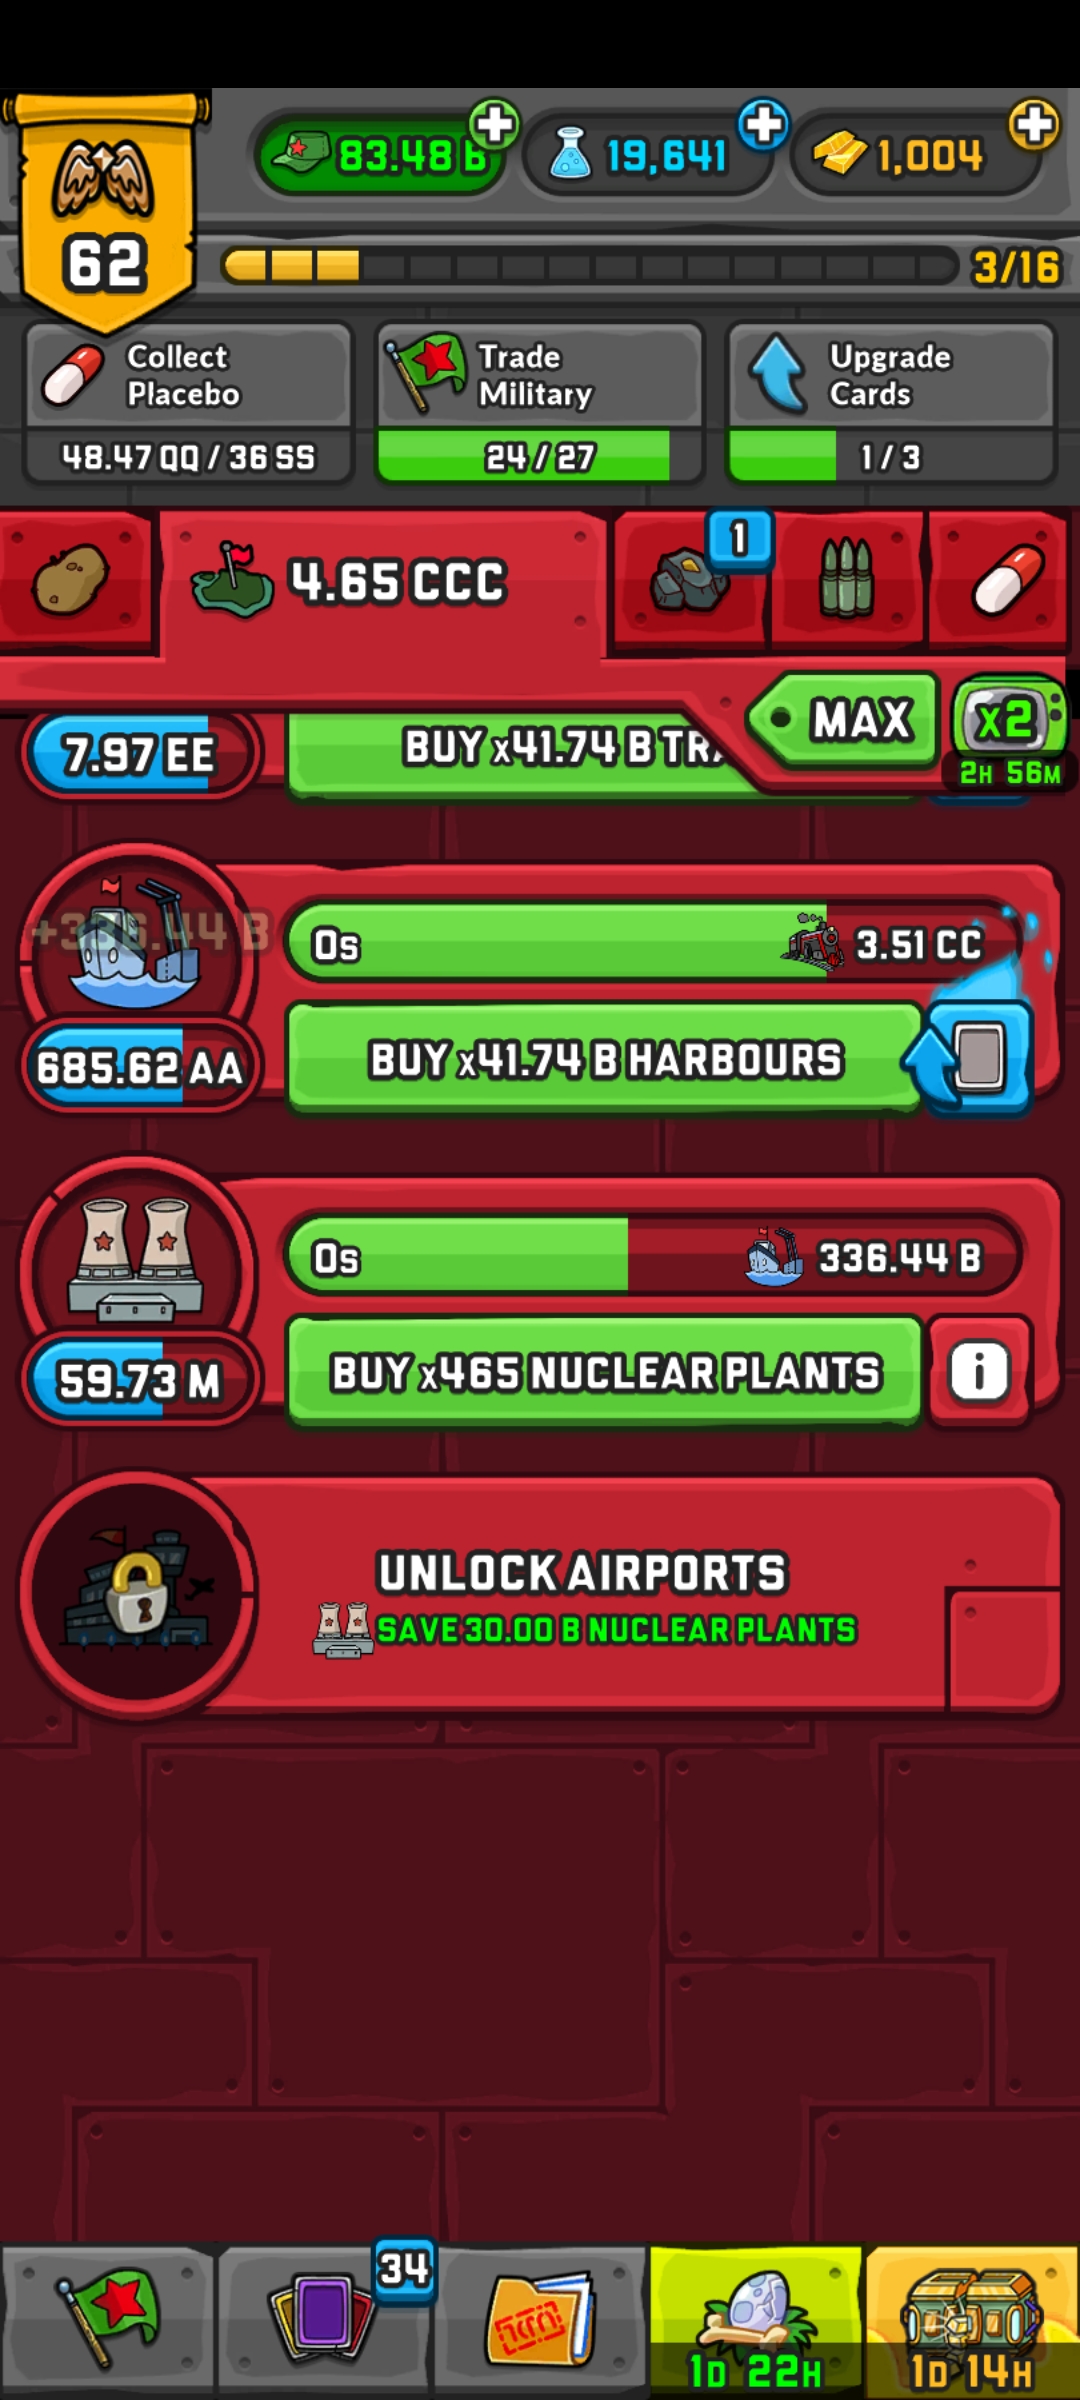 83.48 B
19,641
1,004
62
3/16
Collect
Placebo
Trade
Military
Upgrade
Cards
48.47 QQ / 36 SS
24 / 27
1 / 3
1
4.65 CCC
MAX
x2
2H 56M
7.97 EE
BUY x41.74 B TRA
+336.44 B
0s
3.51 CC
685.62 AA
BUY x41.74 B HARBOURS
0s
336.44 B
59.73 M
BUY x465 NUCLEAR PLANTS
i
UNLOCK AIRPORTS
SAVE 30.00 B NUCLEAR PLANTS
34
1D 22H
1D 14H